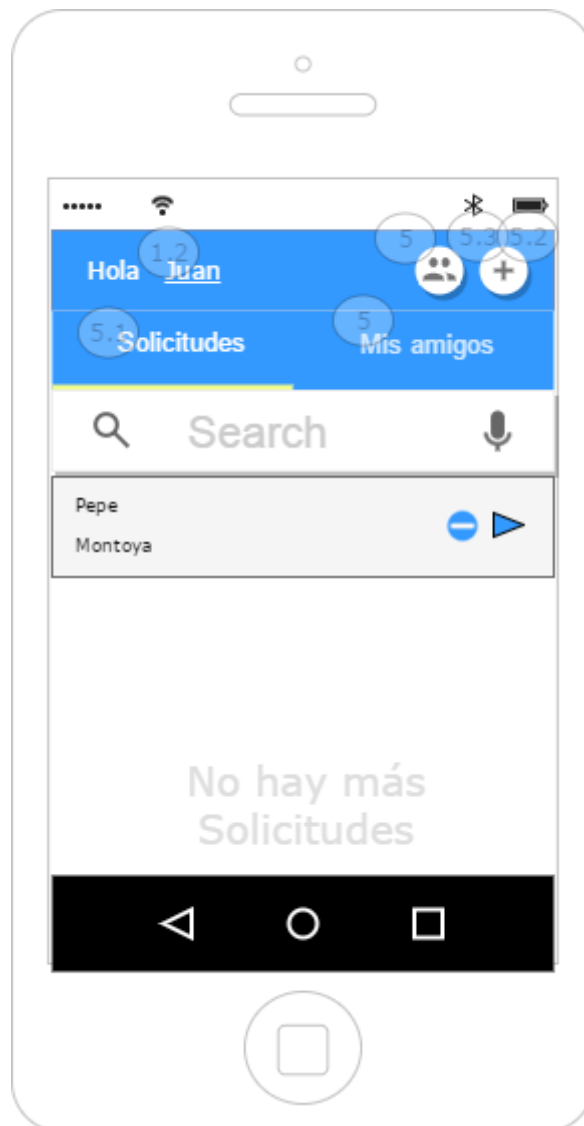 5 5.3 5.2
1.2
Hola Juan
5.1 5
Solicitudes Mis amigos
Search
Pepe
Montoya
No hay más
Solicitudes